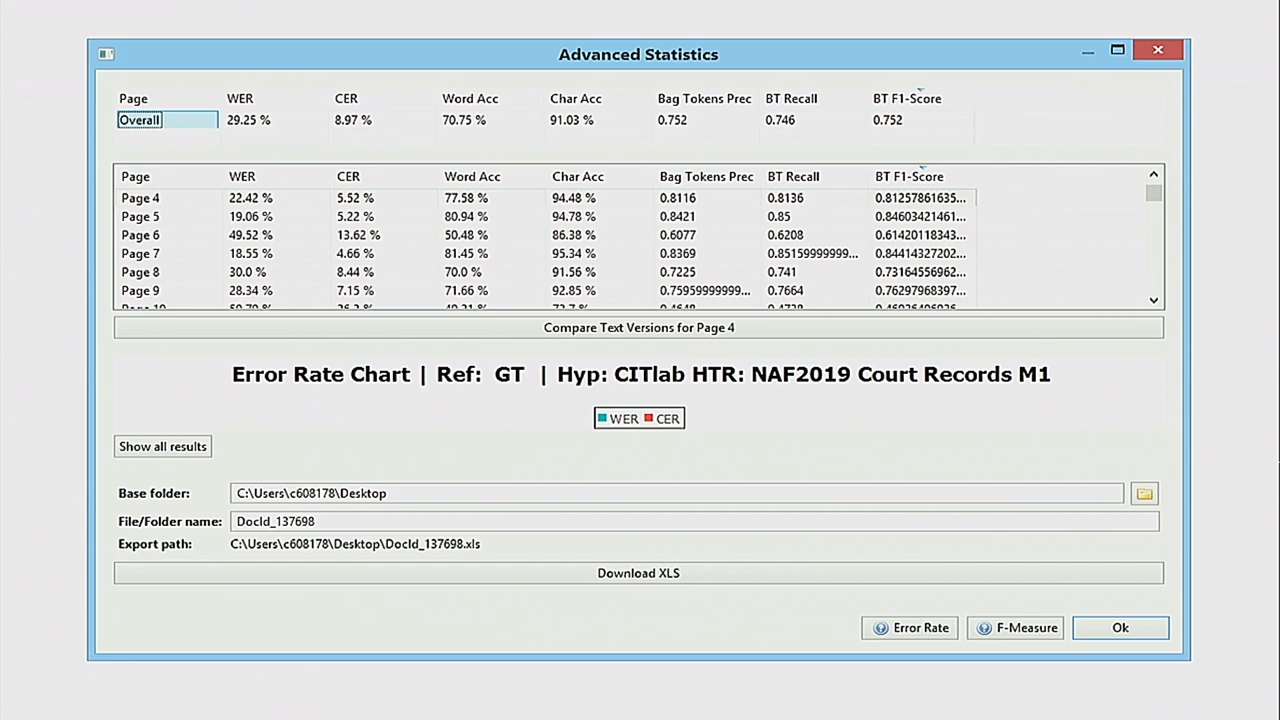 Advanced Statistics
Page WER CER Word Acc Char Acc Bag Tokens Prec BT Recall BT F1-Score
Overall 29.25 % 8.97 % 70.75 % 91.03 % 0.752 0.746 0.752
Page WER CER Word Acc Char Acc Bag Tokens Prec BT Recall BT F1-Score
Page 4 22.42 % 5.52 % 77.58 % 94.48 % 0.8116 0.8136 0.81257861635...
Page 5 19.06 % 5.22 % 80.94 % 94.78 % 0.8421 0.85 0.84603421461...
Page 6 49.52 % 13.62 % 50.48 % 86.38 % 0.6077 0.6208 0.61420118343...
Page 7 18.55 % 4.66 % 81.45 % 95.34 % 0.8369 0.85159999999... 0.84414327202...
Page 8 30.0 % 8.44 % 70.0 % 91.56 % 0.7225 0.741 0.73164556962...
Page 9 28.34 % 7.15 % 71.66 % 92.85 % 0.75959999999... 0.7664 0.76297968397...
Compare Text Versions for Page 4
Error Rate Chart | Ref: GT | Hyp: CITlab HTR: NAF2019 Court Records M1
WER CER
Show all results
Base folder: C:\Users\c608178\Desktop
File/Folder name: DocId_137698
Export path: C:\Users\c608178\Desktop\DocId_137698.xls
Download XLS
Error Rate F-Measure Ok